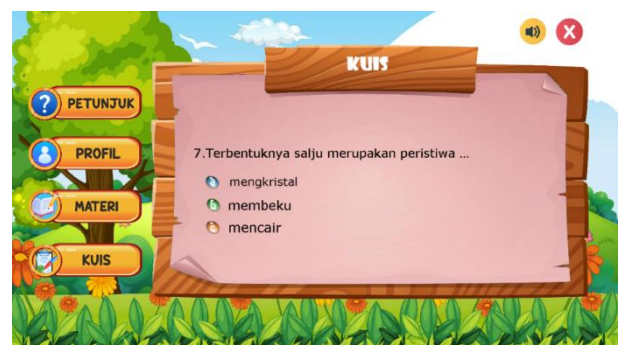 KUIS
? PETUNJUK
PROFIL
MATERI
KUIS
7.Terbentuknya salju merupakan peristiwa ...
mengkristal
membeku
mencair